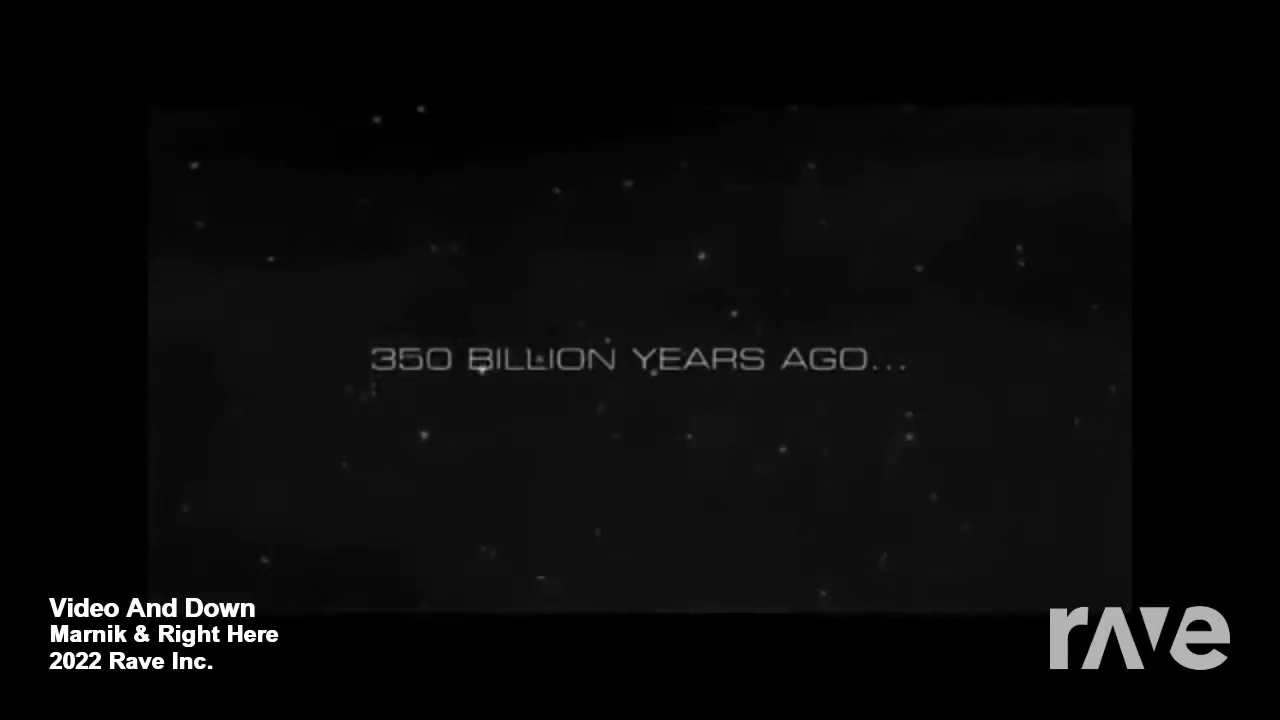 350 BILLION YEARS AGO...
Video And Down
Marnik & Right Here
2022 Rave Inc.
rave